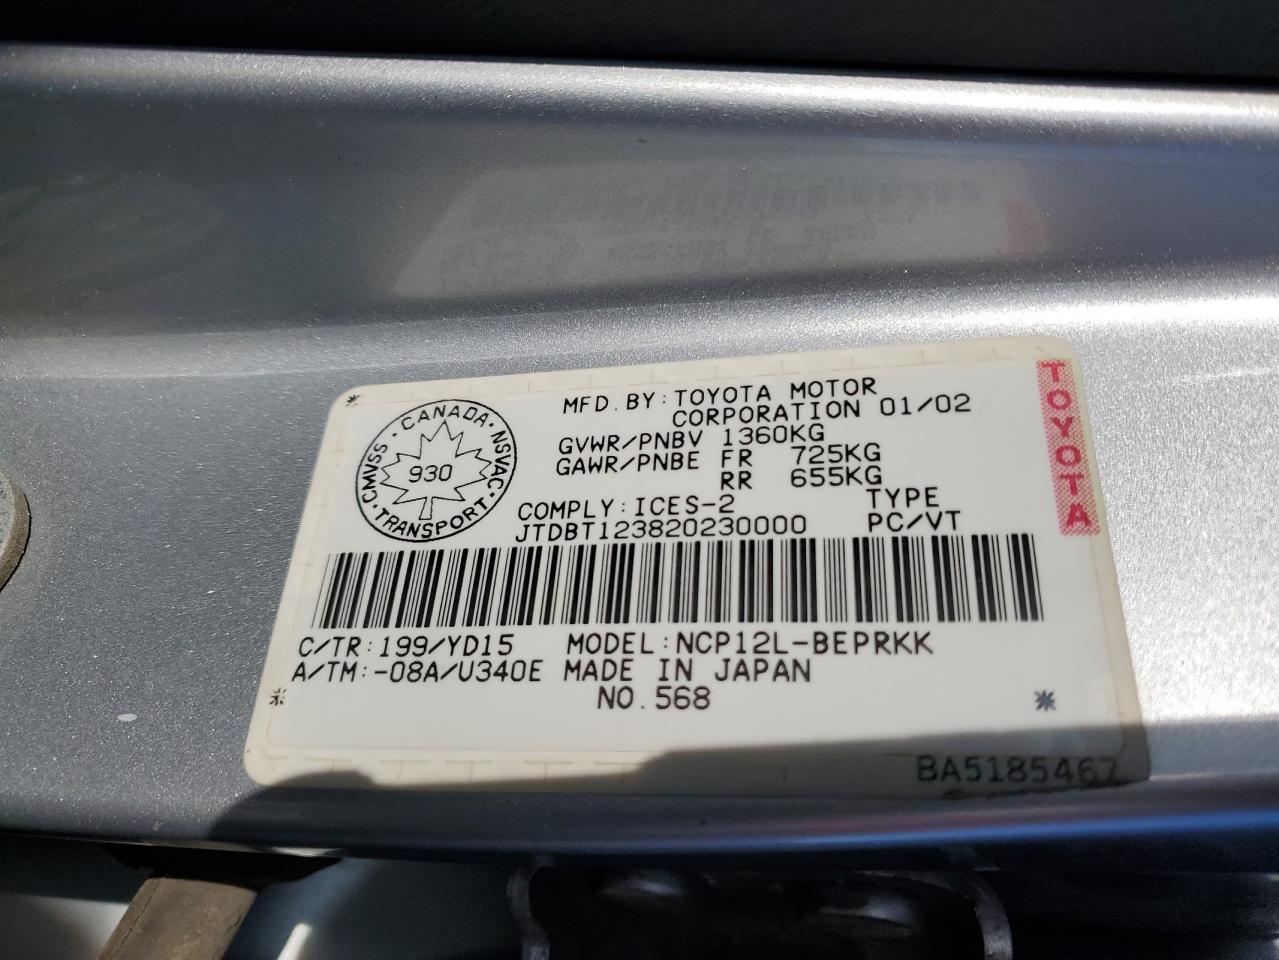 MFD. BY: TOYOTA MOTOR
CORPORATION 01/02
GVWR/PNBV 1360KG
GAWR/PNBE FR 725KG
RR 655KG
COMPLY: ICES-2 TYPE
JTDBT123820230000 PC/VT
CANADA · NSVAC · TRANSPORT · CMVSS ·
930
TOYOTA
C/TR: 199/YD15 MODEL: NCP12L-BEPRKK
A/TM: -08A/U340E MADE IN JAPAN
NO. 568
BA5185467